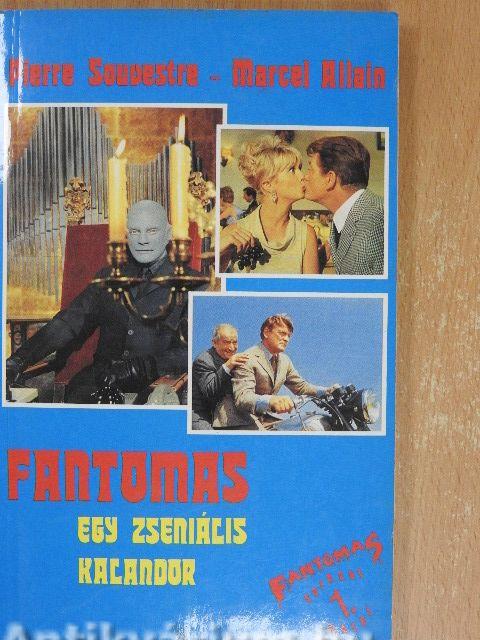 Pierre Souvestre - Marcel Allain
FANTOMAS
EGY ZSENIÁLIS
KALANDOR
FANTOMAS
1.